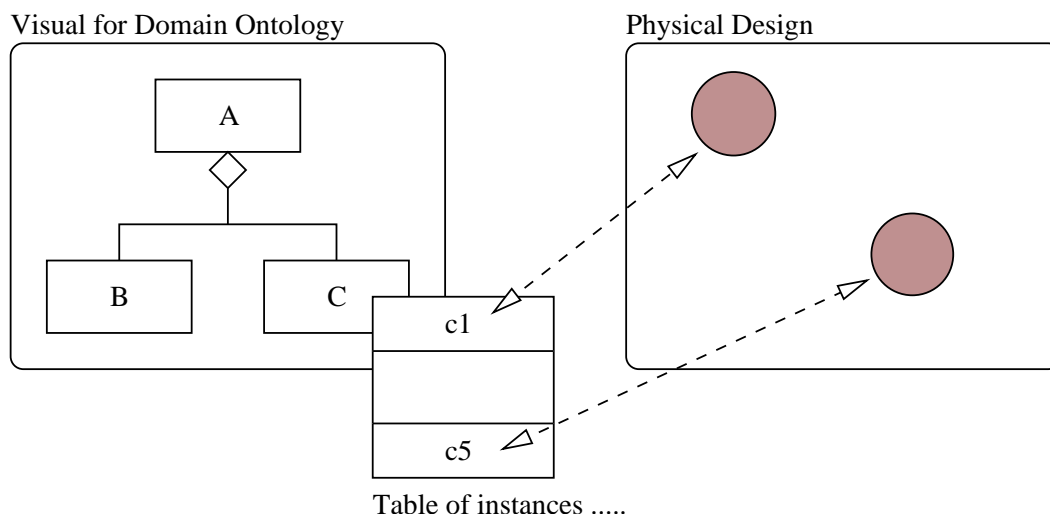 Visual for Domain Ontology
Physical Design
A
B
C
c1
c5
Table of instances .....